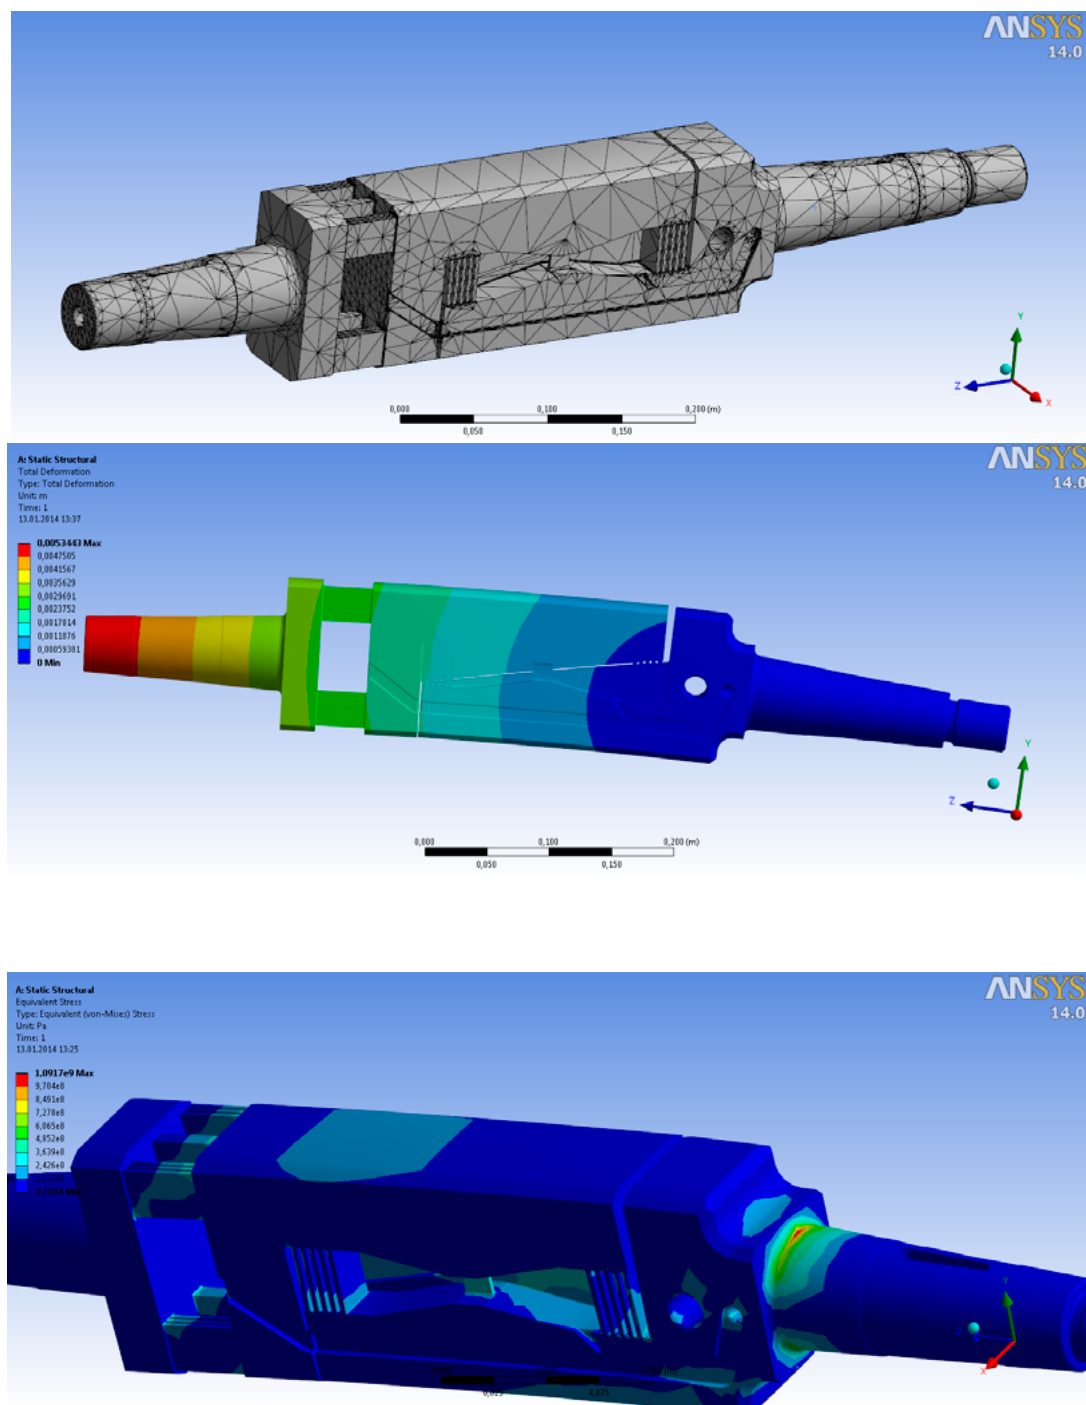 ANSYS
14.0
Y
Z
X
0,000
0,100
0,200 (m)
0,050
0,150
A: Static Structural
Total Deformation
Type: Total Deformation
Unit: m
Time: 1
13.01.2014 13:37
0,0053443 Max
0,0047505
0,0041567
0,0035629
0,0029691
0,0023752
0,0017814
0,0011876
0,00059381
0 Min
ANSYS
14.0
Y
Z
0,000
0,100
0,200 (m)
0,050
0,150
A: Static Structural
Equivalent Stress
Type: Equivalent (von-Mises) Stress
Unit: Pa
Time: 1
13.01.2014 13:25
1,0917e9 Max
9,704e8
8,491e8
7,278e8
6,065e8
4,852e8
3,639e8
2,426e8
ANSYS
14.0
Y
Z
X
0,025
0,075